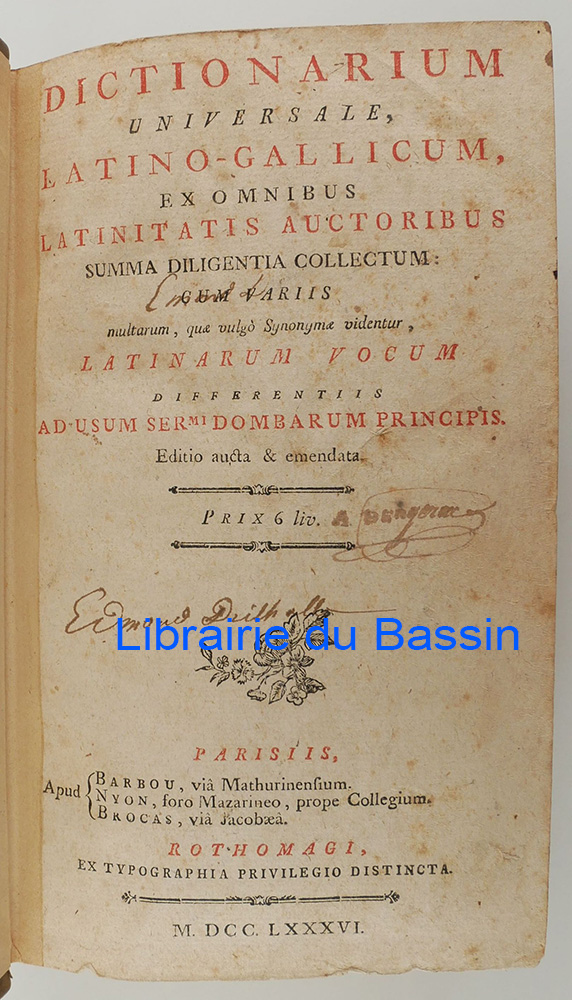 DICTIONARIUM
UNIVERSALE,
LATINO-GALLICUM,
EX OMNIBUS
LATINITATIS AUCTORIBUS
SUMMA DILIGENTIA COLLECTUM:
CUM VARIIS
multarum, quæ vulgò Synonymæ videntur,
LATINARUM VOCUM
DIFFERENTIIS
AD USUM SERMI DOMBARUM PRINCIPIS.
Editio aucta & emendata.
PRIX 6 liv.
Edmond
Librairie du Bassin
PARISIIS,
Apud { BARBOU, viâ Mathurinensium.
NYON, foro Mazarineo, prope Collegium.
BROCAS, viâ Jacobæâ.
ROTHOMAGI,
EX TYPOGRAPHIA PRIVILEGIO DISTINCTA.
M. DCC. LXXXVI.